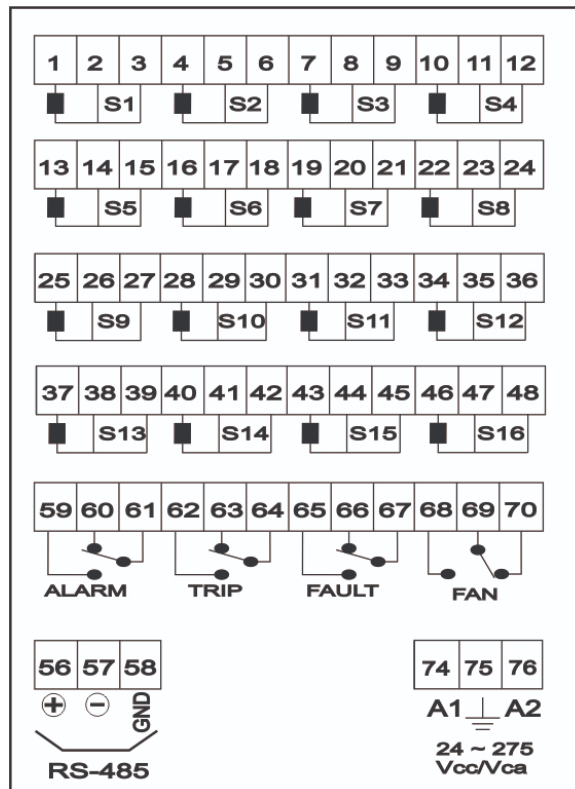 1 2 3 4 5 6 7 8 9 10 11 12
S1 S2 S3 S4
13 14 15 16 17 18 19 20 21 22 23 24
S5 S6 S7 S8
25 26 27 28 29 30 31 32 33 34 35 36
S9 S10 S11 S12
37 38 39 40 41 42 43 44 45 46 47 48
S13 S14 S15 S16
59 60 61 62 63 64 65 66 67 68 69 70
ALARM TRIP FAULT FAN
56 57 58 74 75 76
+ − GND A1 A2
24 ~ 275
Vcc/Vca
RS-485